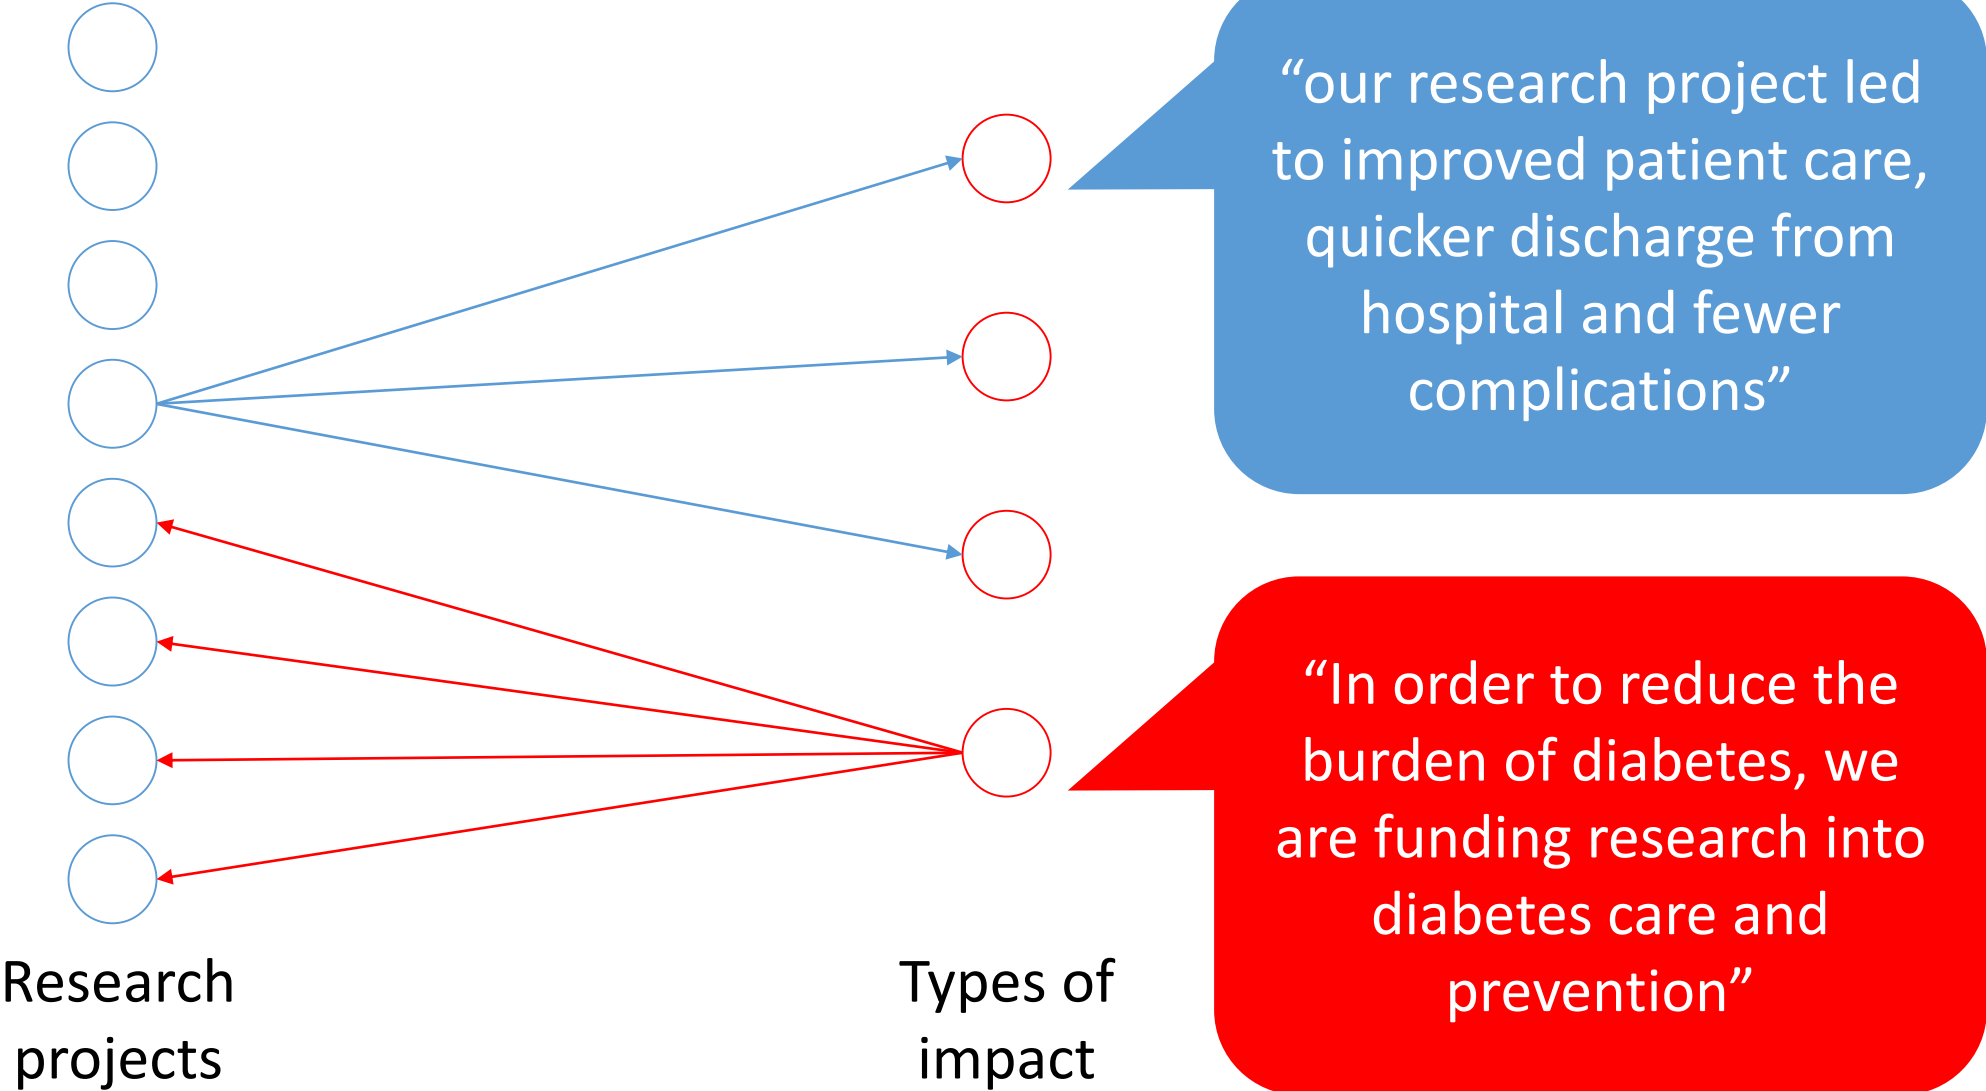 “our research project led
to improved patient care,
quicker discharge from
hospital and fewer
complications”
“In order to reduce the
burden of diabetes, we
are funding research into
diabetes care and
prevention”
Research
projects
Types of
impact